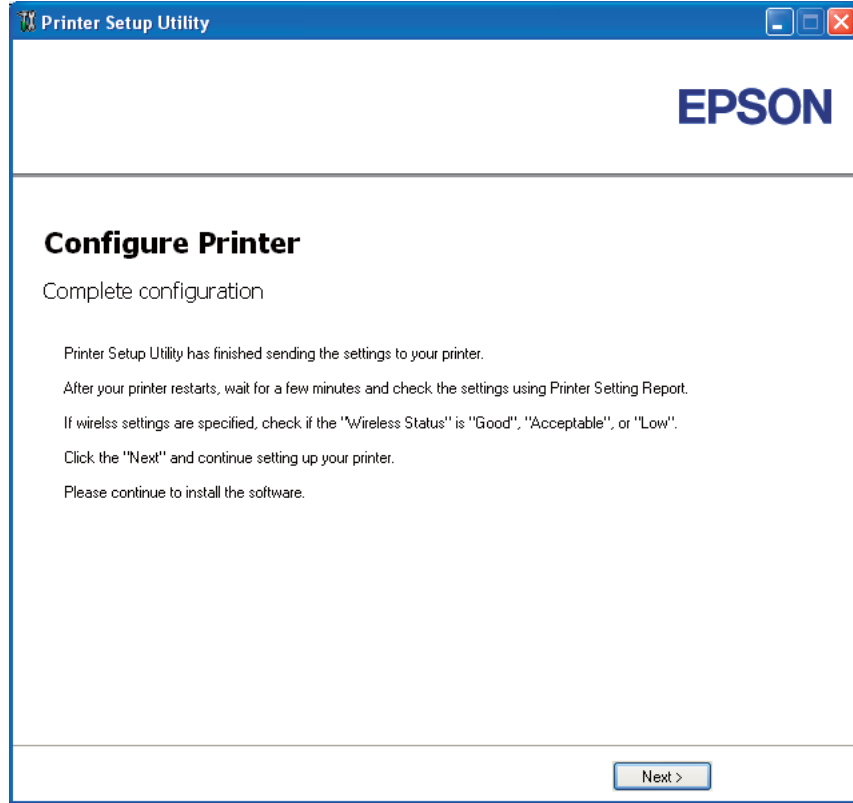 Printer Setup Utility
EPSON
Configure Printer
Complete configuration
Printer Setup Utility has finished sending the settings to your printer.
After your printer restarts, wait for a few minutes and check the settings using Printer Setting Report.
If wirelss settings are specified, check if the "Wireless Status" is "Good", "Acceptable", or "Low".
Click the "Next" and continue setting up your printer.
Please continue to install the software.
Next >